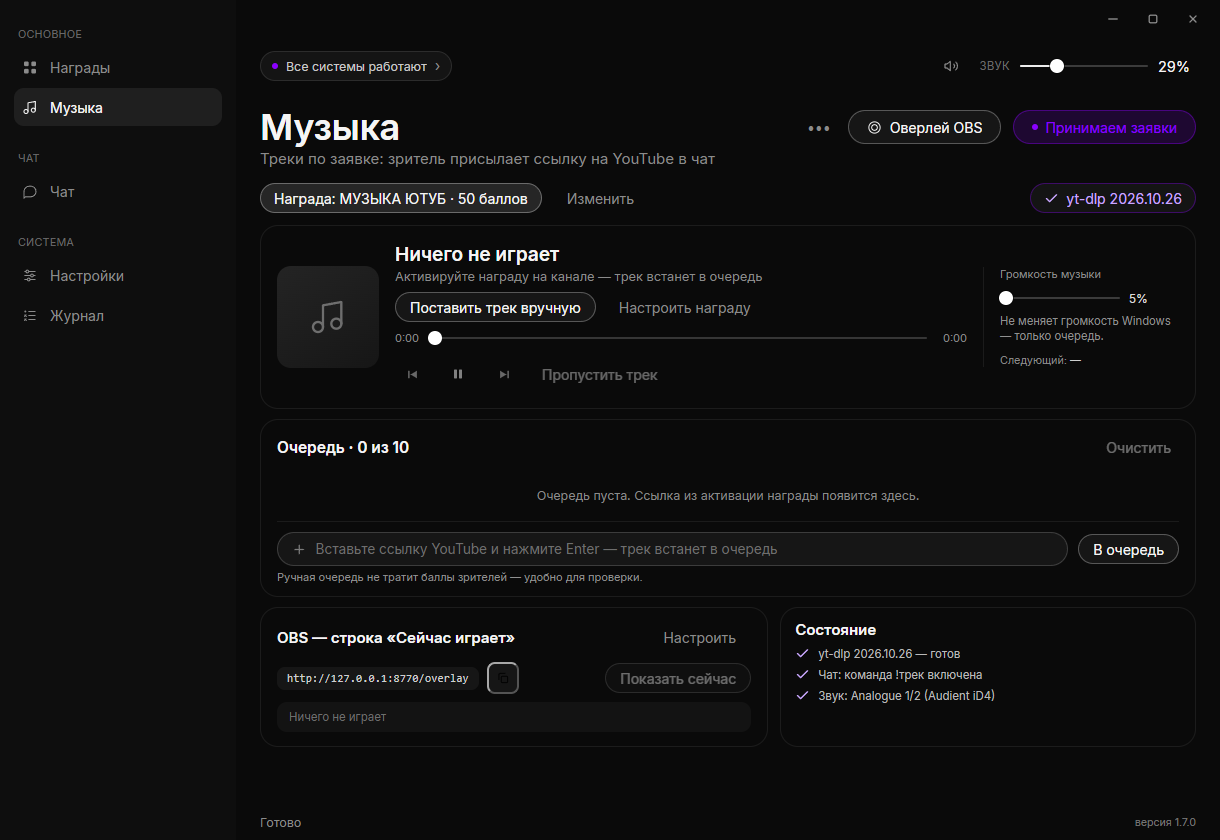 ОСНОВНОЕ
Награды
Музыка
ЧАТ
Чат
СИСТЕМА
Настройки
Журнал
Все системы работают ›
ЗВУК 29%
Музыка
Треки по заявке: зритель присылает ссылку на YouTube в чат
Оверлей OBS
Принимаем заявки
Награда: МУЗЫКА ЮТУБ · 50 баллов
Изменить
yt-dlp 2026.10.26
Ничего не играет
Активируйте награду на канале — трек встанет в очередь
Поставить трек вручную
Настроить награду
0:00
0:00
Пропустить трек
Громкость музыки
5%
Не меняет громкость Windows
— только очередь.
Следующий: —
Очередь · 0 из 10
Очистить
Очередь пуста. Ссылка из активации награды появится здесь.
Вставьте ссылку YouTube и нажмите Enter — трек встанет в очередь
В очередь
Ручная очередь не тратит баллы зрителей — удобно для проверки.
OBS — строка «Сейчас играет»
Настроить
http://127.0.0.1:8770/overlay
Показать сейчас
Ничего не играет
Состояние
yt-dlp 2026.10.26 — готов
Чат: команда !трек включена
Звук: Analogue 1/2 (Audient iD4)
Готово
версия 1.7.0